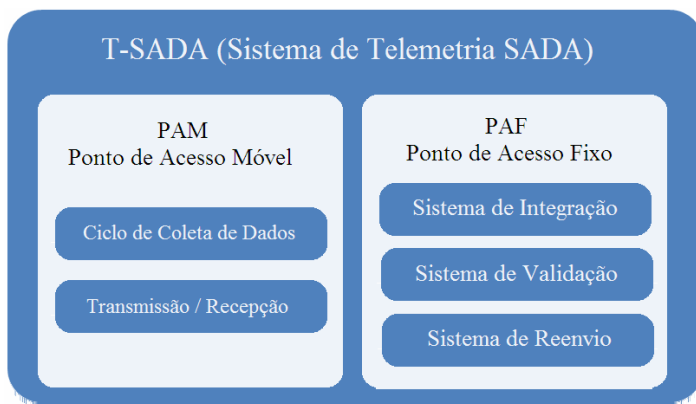 T-SADA (Sistema de Telemetria SADA)
PAM
Ponto de Acesso Móvel
Ciclo de Coleta de Dados
Transmissão / Recepção
PAF
Ponto de Acesso Fixo
Sistema de Integração
Sistema de Validação
Sistema de Reenvio